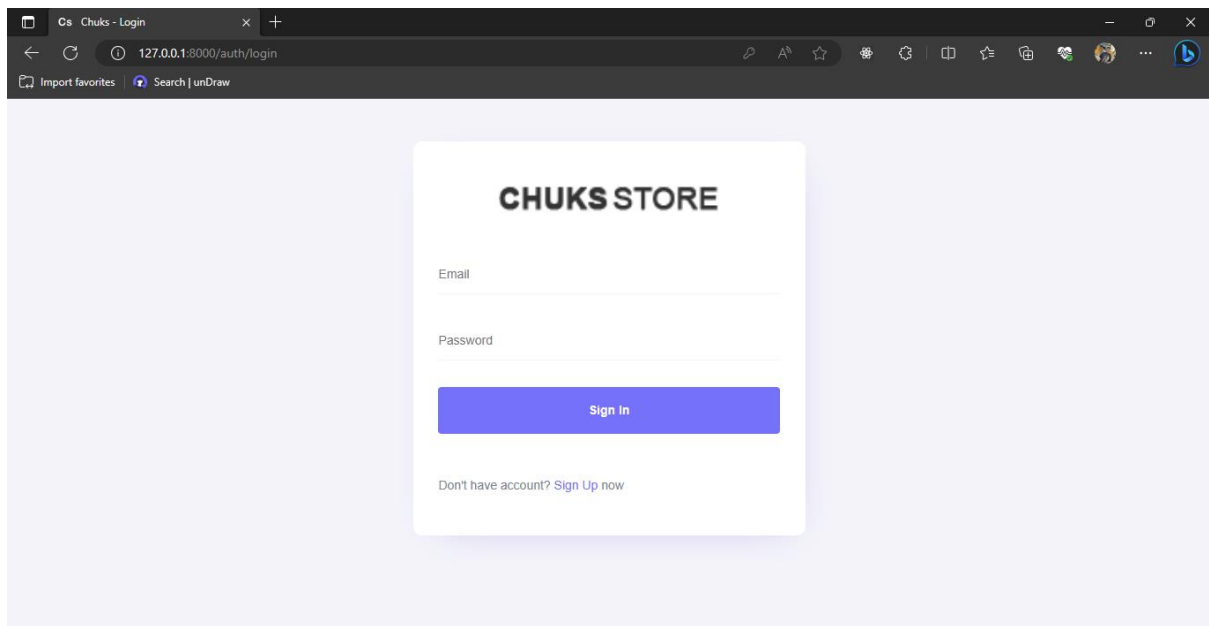 Cs Chuks - Login
127.0.0.1:8000/auth/login
Import favorites Search | unDraw
CHUKS STORE
Email
Password
Sign In
Don't have account? Sign Up now